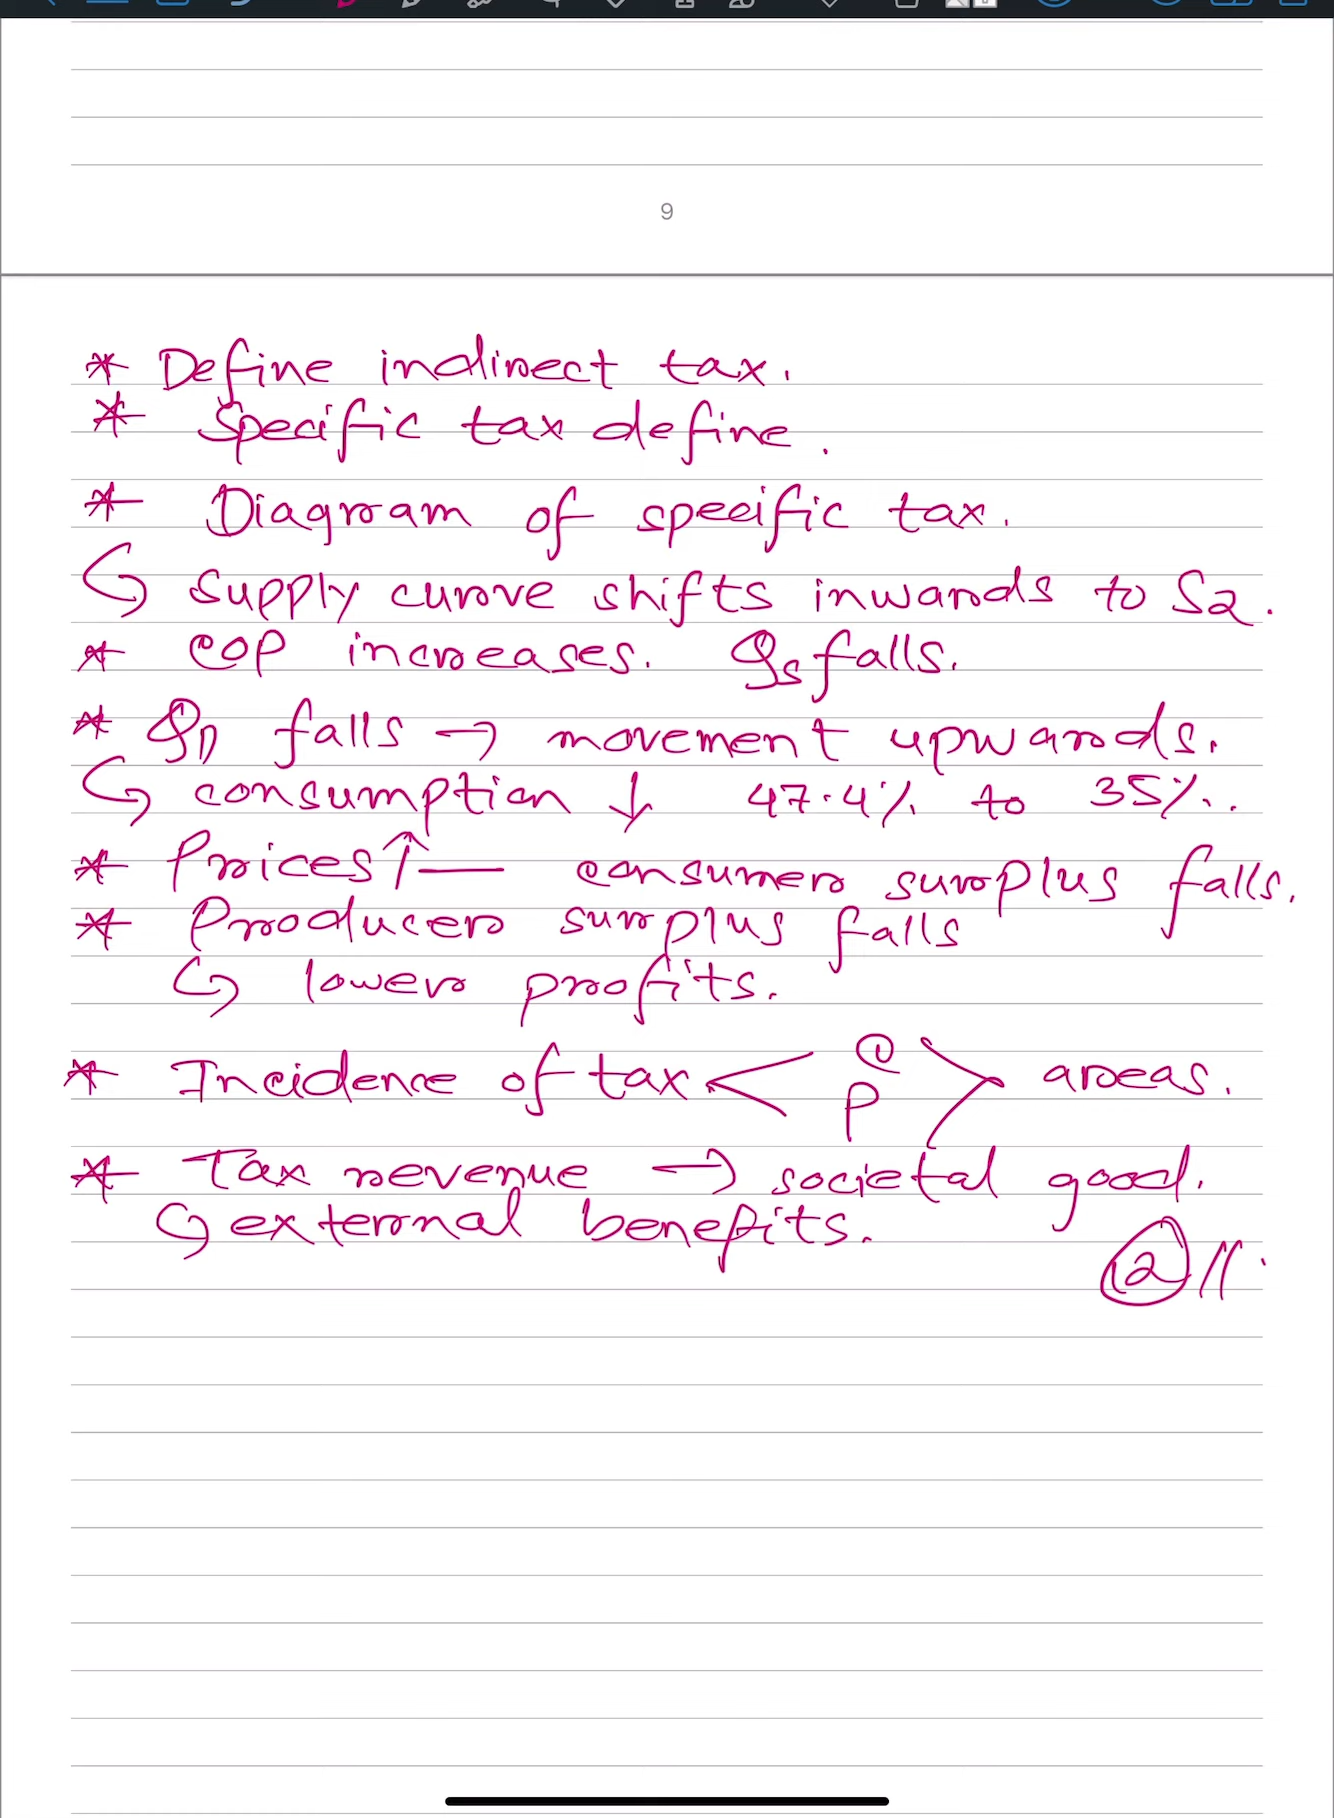 9
* Define indirect tax.
* Specific tax define.
* Diagram of specific tax.
↳ supply curve shifts inwards to S2.
* COP increases. Qs falls.
* QD falls → movement upwards.
↳ consumption ↓ 47.4% to 35%.
* Prices ↑ — consumer surplus falls.
* Producer surplus falls
↳ lower profits.
* Incidence of tax < C P > areas.
* Tax revenue → societal good.
↳ external benefits.
2 //